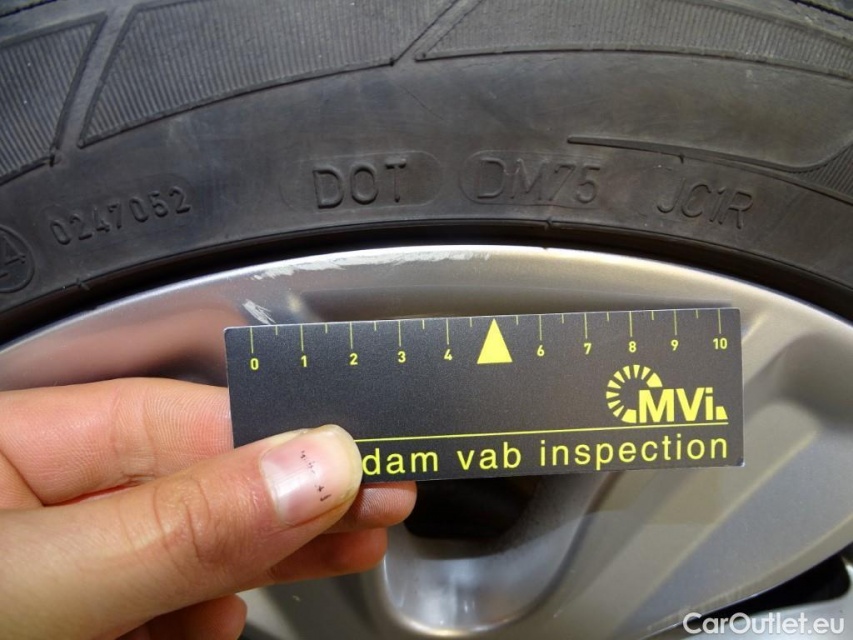 0247052
DOT DM75 JC1R
0 1 2 3 4 6 7 8 9 10
MVi
dam vab inspection
CarOutlet.eu